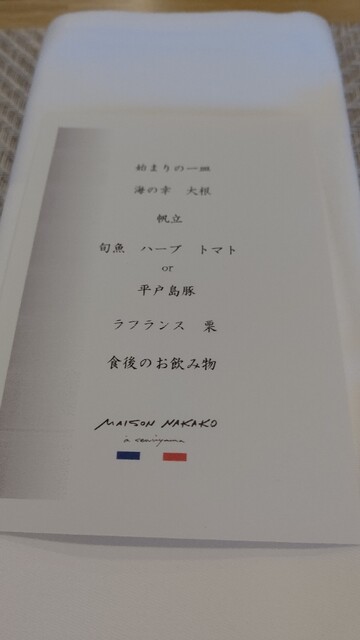 始まりの一皿
海の幸　大根
帆立
旬魚　ハーブ　トマト
or
平戸島豚
ラフランス　栗
食後のお飲み物
MAISON NAKAKO